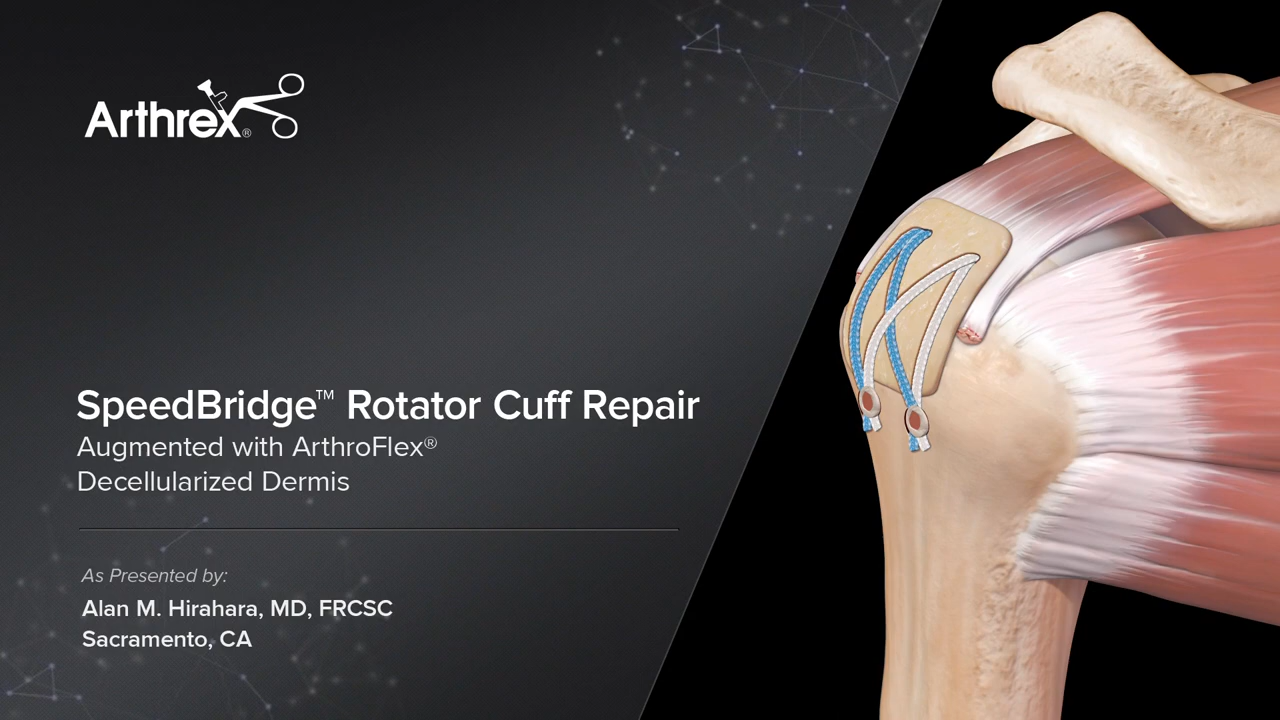 Arthrex®
SpeedBridge™ Rotator Cuff Repair
Augmented with ArthroFlex®
Decellularized Dermis
As Presented by:
Alan M. Hirahara, MD, FRCSC
Sacramento, CA